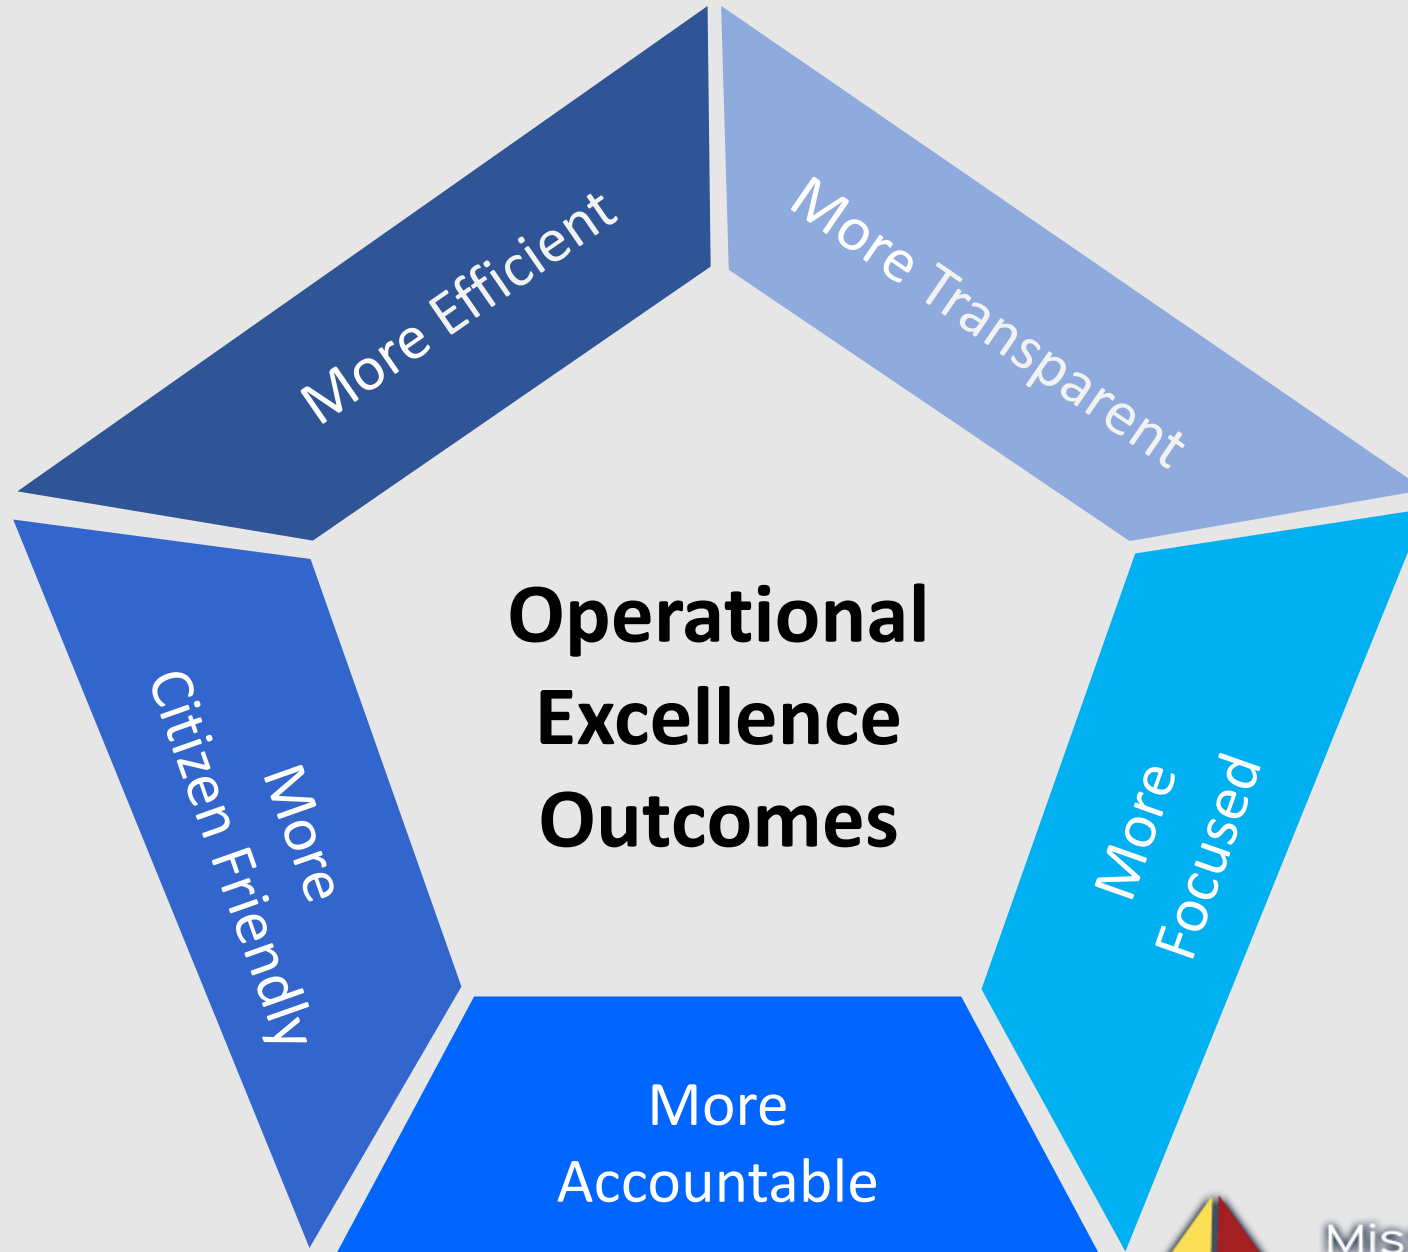 More Efficient
More Transparent
Operational
Excellence
Outcomes
More
Citizen Friendly
More
Focused
More
Accountable